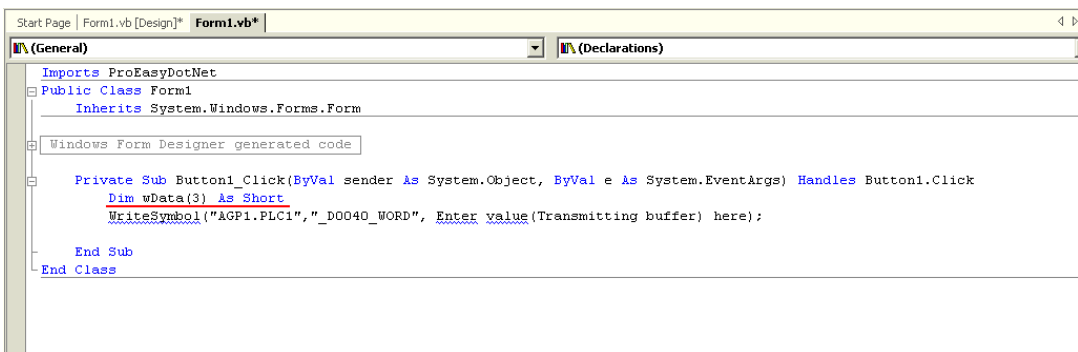 Start Page Form1.vb [Design]* Form1.vb*
(General) (Declarations)
Imports ProEasyDotNet
Public Class Form1
Inherits System.Windows.Forms.Form
Windows Form Designer generated code
Private Sub Button1_Click(ByVal sender As System.Object, ByVal e As System.EventArgs) Handles Button1.Click
Dim wData(3) As Short
WriteSymbol("AGP1.PLC1","_D0040_WORD", Enter value(Transmitting buffer) here);
End Sub
End Class